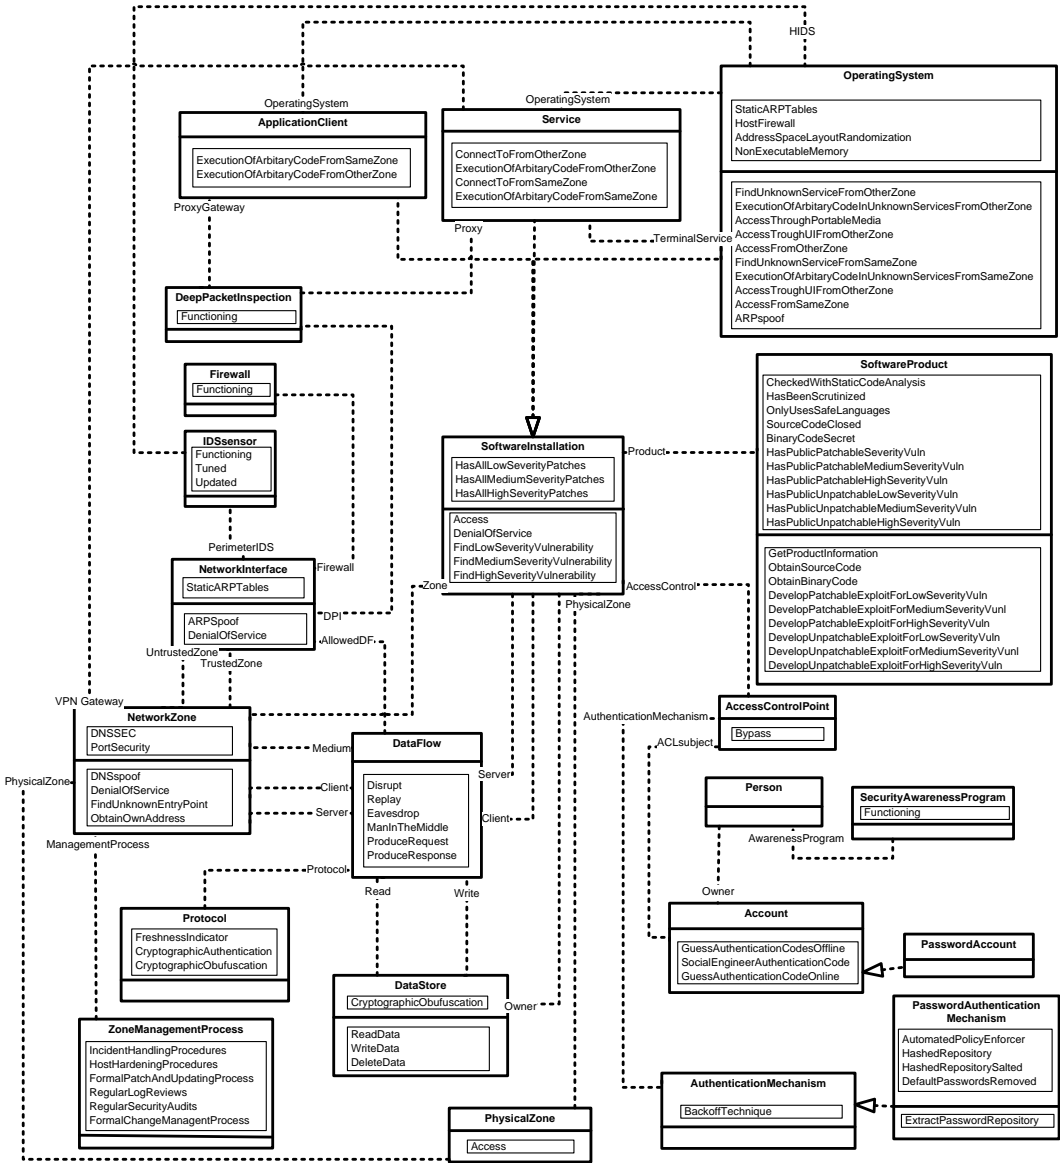 HIDS
OperatingSystem
StaticARPTables
HostFirewall
AddressSpaceLayoutRandomization
NonExecutableMemory
FindUnknownServiceFromOtherZone
ExecutionOfArbitaryCodeInUnknownServicesFromOtherZone
AccessThroughPortableMedia
AccessTroughUIFromOtherZone
AccessFromOtherZone
FindUnknownServiceFromSameZone
ExecutionOfArbitaryCodeInUnknownServicesFromSameZone
AccessTroughUIFromOtherZone
AccessFromSameZone
ARPspoof
OperatingSystem
ApplicationClient
ExecutionOfArbitaryCodeFromSameZone
ExecutionOfArbitaryCodeFromOtherZone
ProxyGateway
OperatingSystem
Service
ConnectToFromOtherZone
ExecutionOfArbitaryCodeFromOtherZone
ConnectToFromSameZone
ExecutionOfArbitaryCodeFromSameZone
Proxy
TerminalService
DeepPacketInspection
Functioning
Firewall
Functioning
IDSsensor
Functioning
Tuned
Updated
PerimeterIDS
Firewall
NetworkInterface
StaticARPTables
ARPSpoof
DenialOfService
DPI
AllowedDF
UntrustedZone
TrustedZone
SoftwareInstallation
HasAllLowSeverityPatches
HasAllMediumSeverityPatches
HasAllHighSeverityPatches
Access
DenialOfService
FindLowSeverityVulnerability
FindMediumSeverityVulnerability
FindHighSeverityVulnerability
Product
Zone
AccessControl
PhysicalZone
SoftwareProduct
CheckedWithStaticCodeAnalysis
HasBeenScrutinized
OnlyUsesSafeLanguages
SourceCodeClosed
BinaryCodeSecret
HasPublicPatchableSeverityVuln
HasPublicPatchableMediumSeverityVuln
HasPublicPatchableHighSeverityVuln
HasPublicUnpatchableLowSeverityVuln
HasPublicUnpatchableMediumSeverityVuln
HasPublicUnpatchableHighSeverityVuln
GetProductInformation
ObtainSourceCode
ObtainBinaryCode
DevelopPatchableExploitForLowSeverityVuln
DevelopPatchableExploitForMediumSeverityVunl
DevelopPatchableExploitForHighSeverityVuln
DevelopUnpatchableExploitForLowSeverityVuln
DevelopUnpatchableExploitForMediumSeverityVunl
DevelopUnpatchableExploitForHighSeverityVuln
VPN Gateway
NetworkZone
DNSSEC
PortSecurity
DNSspoof
DenialOfService
FindUnknownEntryPoint
ObtainOwnAddress
PhysicalZone
ManagementProcess
Medium
Client
Server
Protocol
DataFlow
Disrupt
Replay
Eavesdrop
ManInTheMiddle
ProduceRequest
ProduceResponse
Server
Client
Read
Write
AccessControlPoint
Bypass
AuthenticationMechanism
ACLsubject
Person
SecurityAwarenessProgram
Functioning
AwarenessProgram
Owner
Account
GuessAuthenticationCodesOffline
SocialEngineerAuthenticationCode
GuessAuthenticationCodeOnline
PasswordAccount
Protocol
FreshnessIndicator
CryptographicAuthentication
CryptographicObufuscation
DataStore
CryptographicObufuscation
ReadData
WriteData
DeleteData
Owner
ZoneManagementProcess
IncidentHandlingProcedures
HostHardeningProcedures
FormalPatchAndUpdatingProcess
RegularLogReviews
RegularSecurityAudits
FormalChangeManagentProcess
PasswordAuthentication
Mechanism
AutomatedPolicyEnforcer
HashedRepository
HashedRepositorySalted
DefaultPasswordsRemoved
ExtractPasswordRepository
AuthenticationMechanism
BackoffTechnique
PhysicalZone
Access